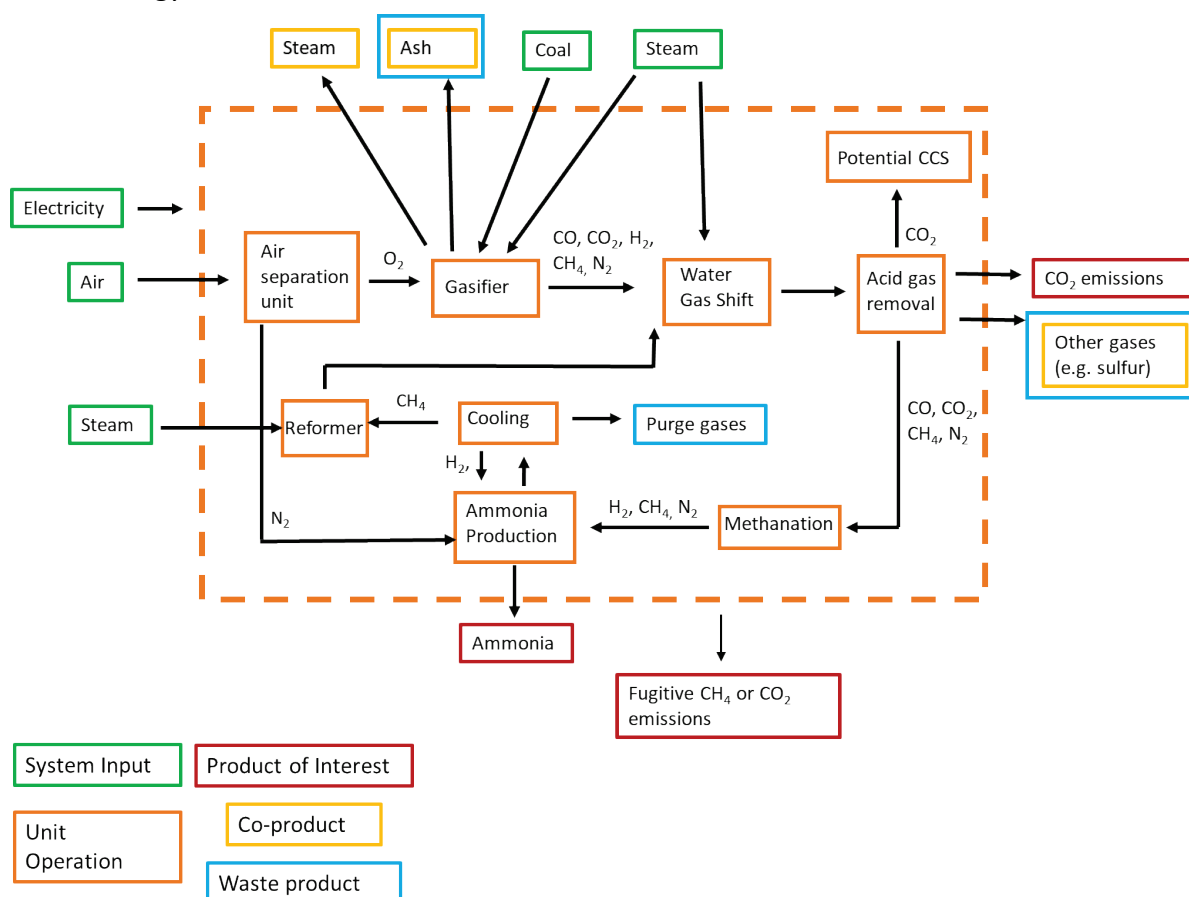 Steam
Ash
Coal
Steam
Potential CCS
Electricity
CO₂
Air
separation
unit
O₂
CO, CO₂, H₂,
CH₄, N₂
Gasifier
Water
Gas Shift
Acid gas
removal
CO₂ emissions
Air
Other gases
(e.g. sulfur)
Steam
Reformer
CH₄
Cooling
Purge gases
CO, CO₂,
CH₄, N₂
H₂,
N₂
Ammonia
Production
H₂, CH₄, N₂
Methanation
Ammonia
Fugitive CH₄ or CO₂
emissions
System Input
Product of Interest
Unit
Operation
Co-product
Waste product